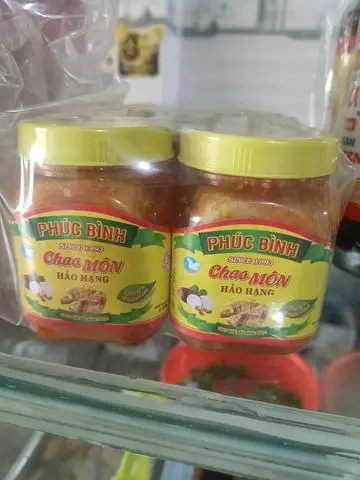 PHÚC BÌNH
SINCE 1993
Chao MÔN
HẢO HẠNG
PHÚC BÌNH
SINCE 1993
Chao MÔN
HẢO HẠNG